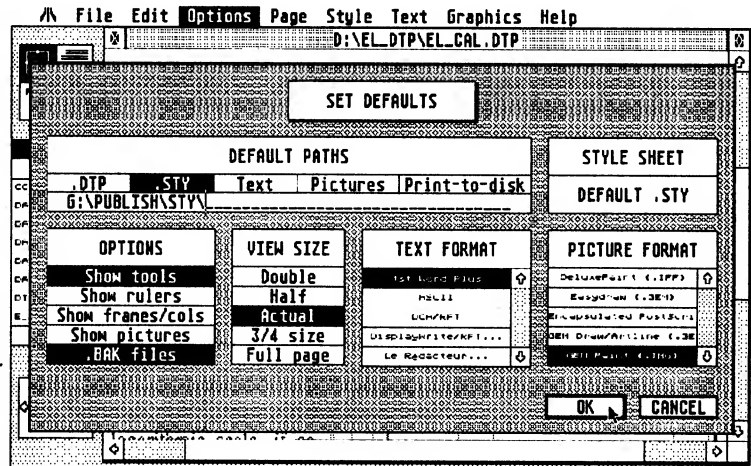 File Edit Options Page Style Text Graphics Help
D:\EL_DTP\EL_CAL.DTP
SET DEFAULTS
DEFAULT PATHS
.DTP .STY Text Pictures Print-to-disk
G:\PUBLISH\STY\
STYLE SHEET
DEFAULT .STY
OPTIONS
Show tools
Show rulers
Show frames/cols
Show pictures
.BAK files
VIEW SIZE
Double
Half
Actual
3/4 size
Full page
TEXT FORMAT
1st Word Plus
ASCII
DCA/RFT
DisplayWrite/RFT...
Le Redacteur...
PICTURE FORMAT
DeluxePaint (.IFF)
Easydraw (.GEM)
Encapsulated PostScri
GEM Draw/Artline (.GE
GEM Paint (.IMG)
OK CANCEL